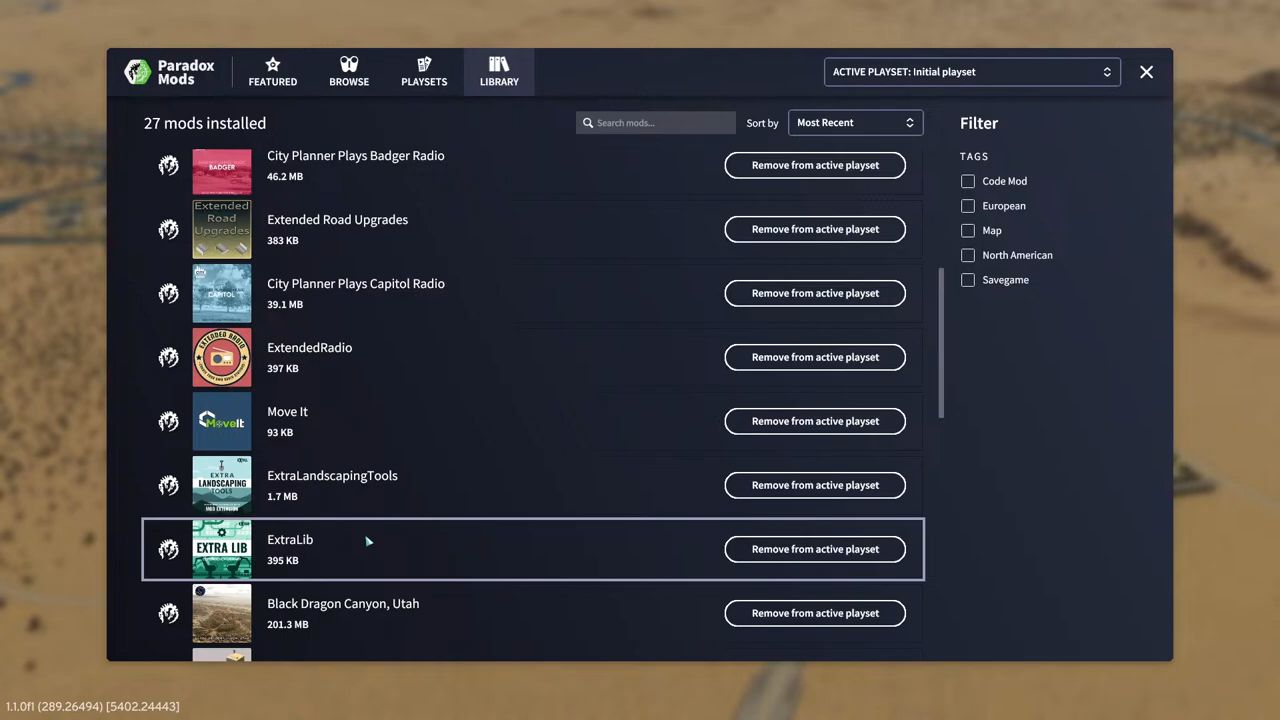 Paradox
Mods
FEATURED
BROWSE
PLAYSETS
LIBRARY
ACTIVE PLAYSET: Initial playset
27 mods installed
Search mods...
Sort by
Most Recent
Filter
TAGS
Code Mod
European
Map
North American
Savegame
BADGER
City Planner Plays Badger Radio
46.2 MB
Remove from active playset
Extended
Road
Upgrades
Extended Road Upgrades
383 KB
Remove from active playset
CAPITOL
City Planner Plays Capitol Radio
39.1 MB
Remove from active playset
EXTENDED RADIO
ExtendedRadio
397 KB
Remove from active playset
MoveIt
Move It
93 KB
Remove from active playset
EXTRA
LANDSCAPING
TOOLS
MOD EXTENSION
ExtraLandscapingTools
1.7 MB
Remove from active playset
EXTRA LIB
ExtraLib
395 KB
Remove from active playset
Black Dragon Canyon, Utah
201.3 MB
Remove from active playset
1.1.0f1 (289.26494) [5402.24443]